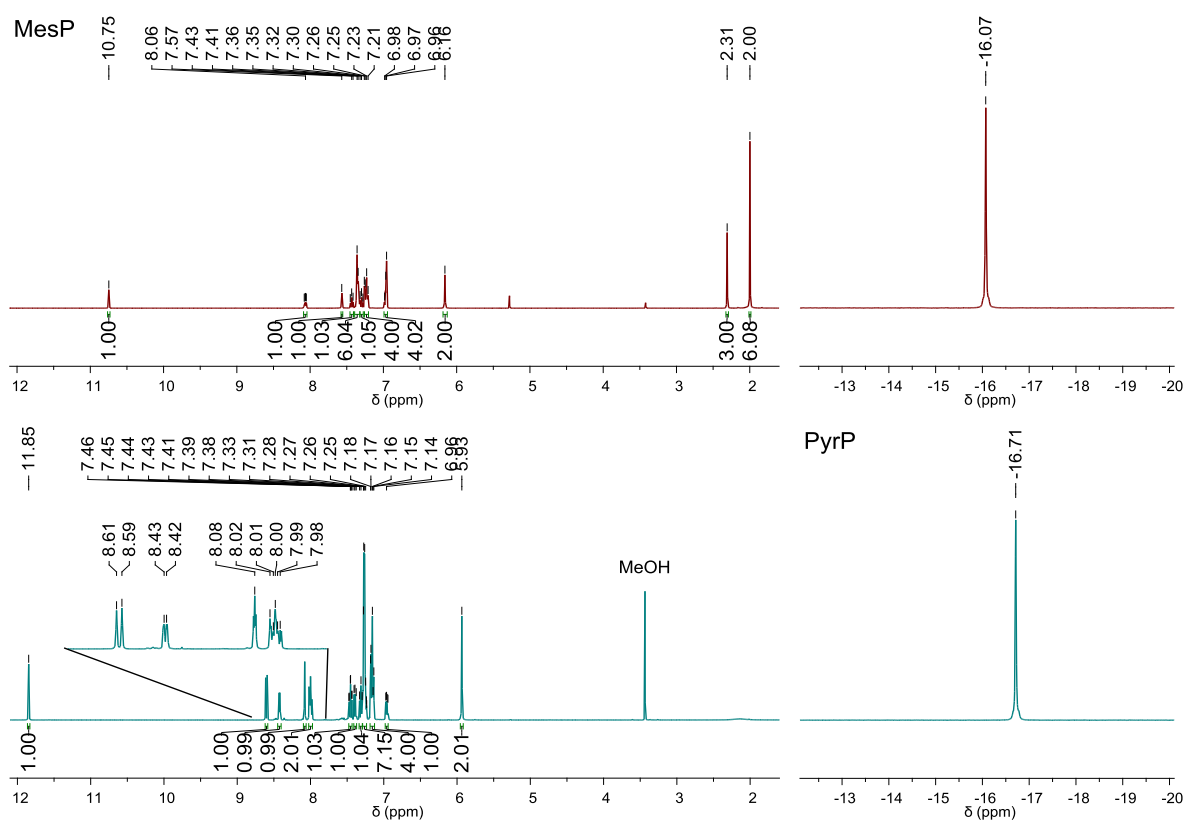 MesP
10.75
8.06 7.57 7.43 7.41 7.36 7.35 7.32 7.30 7.26 7.25 7.23 7.21 6.98 6.97 6.96 6.16
2.31 2.00
-16.07
1.00 1.00 1.00 1.03 6.04 1.05 4.00 4.02 2.00 3.00 6.08
12 11 10 9 8 7 6 5 4 3 2
δ (ppm)
-13 -14 -15 -16 -17 -18 -19 -20
δ (ppm)
PyrP
11.85
7.46 7.45 7.44 7.43 7.41 7.39 7.38 7.33 7.31 7.28 7.27 7.26 7.25 7.18 7.17 7.16 7.15 7.14 6.96 5.93
-16.71
8.61 8.59 8.43 8.42 8.08 8.02 8.01 8.00 7.99 7.98
MeOH
1.00 1.00 0.99 0.99 2.01 1.03 1.00 1.04 7.15 4.00 1.00 2.01
12 11 10 9 8 7 6 5 4 3 2
δ (ppm)
-13 -14 -15 -16 -17 -18 -19 -20
δ (ppm)